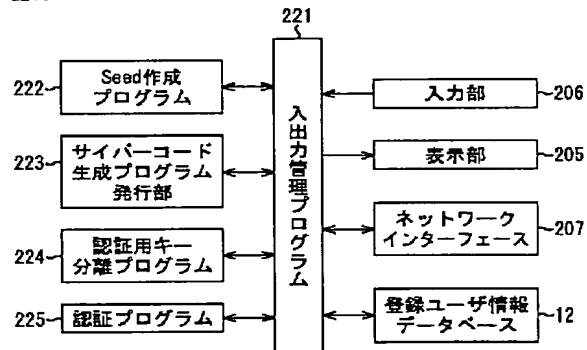 221
222
Seed作成
プログラム
223
サイバーコード
生成プログラム
発行部
224
認証用キー
分離プログラム
225
認証プログラム
入出力管理プログラム
入力部
206
表示部
205
ネットワーク
インターフェース
207
登録ユーザ情報
データベース
12